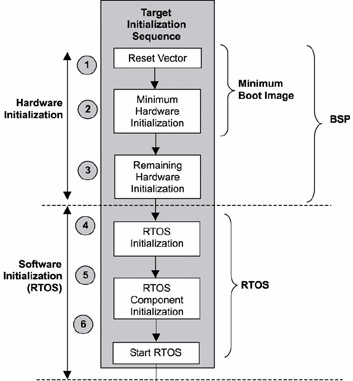 Target
Initialization
Sequence
1
Reset Vector
Minimum
Boot Image
Hardware
Initialization
2
Minimum
Hardware
Initialization
BSP
3
Remaining
Hardware
Initialization
4
RTOS
Initialization
Software
Initialization
(RTOS)
5
RTOS
Component
Initialization
RTOS
6
Start RTOS